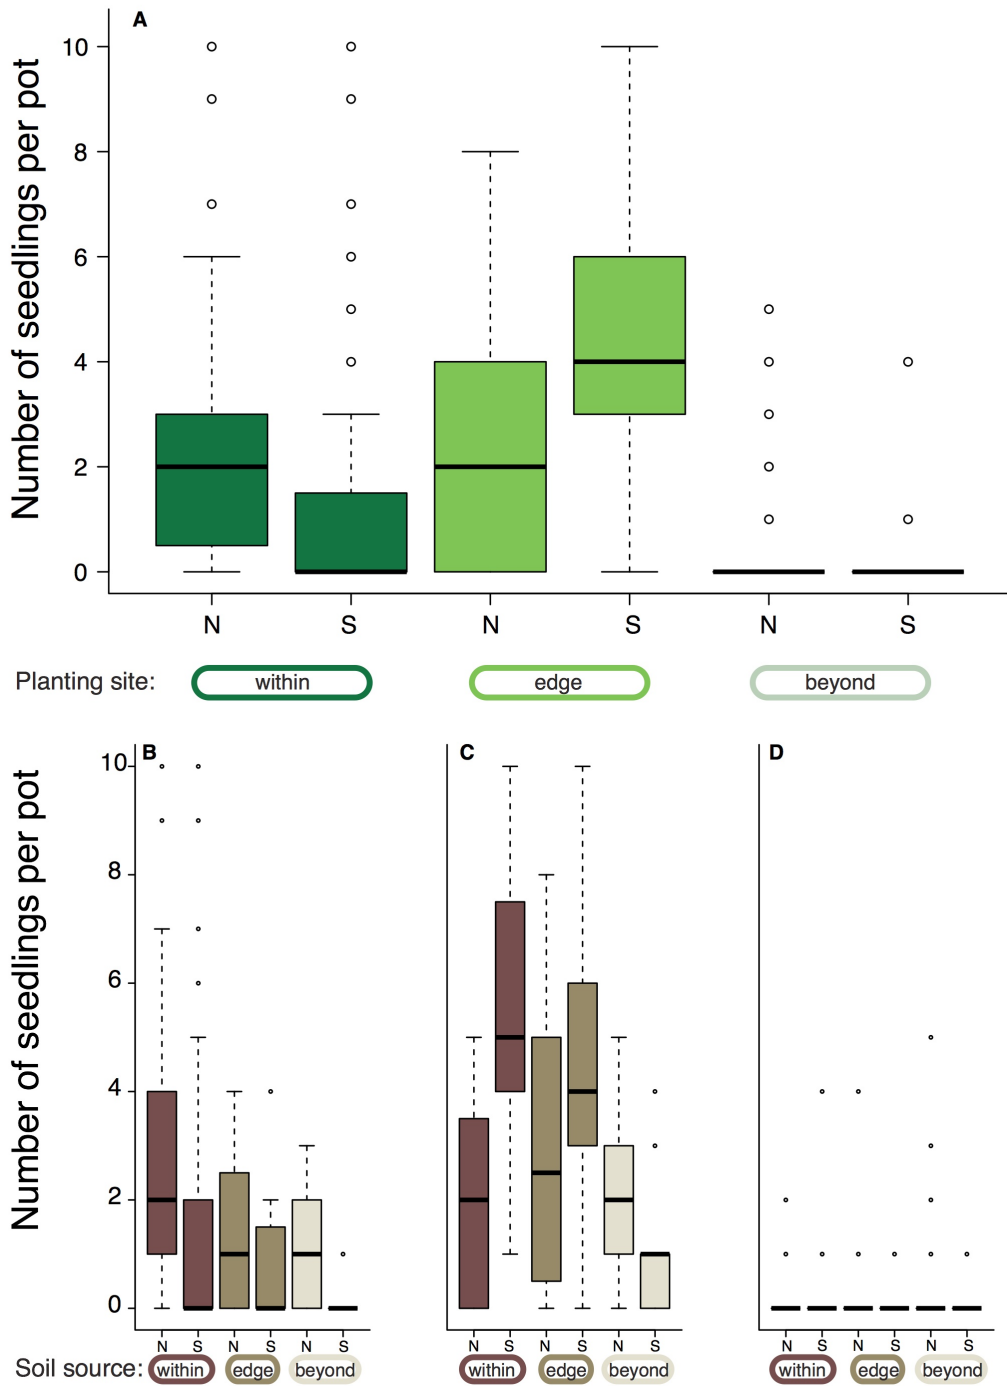 A
Number of seedlings per pot
10
8
6
4
2
0
N S N S N S
Planting site: within edge beyond
B C D
Number of seedlings per pot
10
8
6
4
2
0
N S N S N S N S N S N S N S N S N S
Soil source: within edge beyond within edge beyond within edge beyond